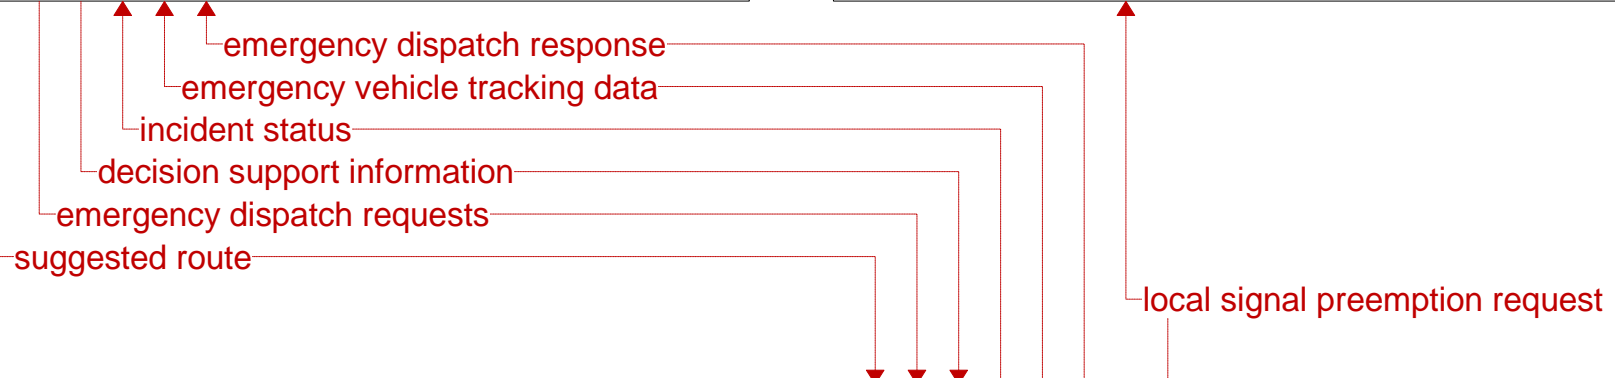 emergency dispatch response
emergency vehicle tracking data
incident status
decision support information
emergency dispatch requests
suggested route
local signal preemption request